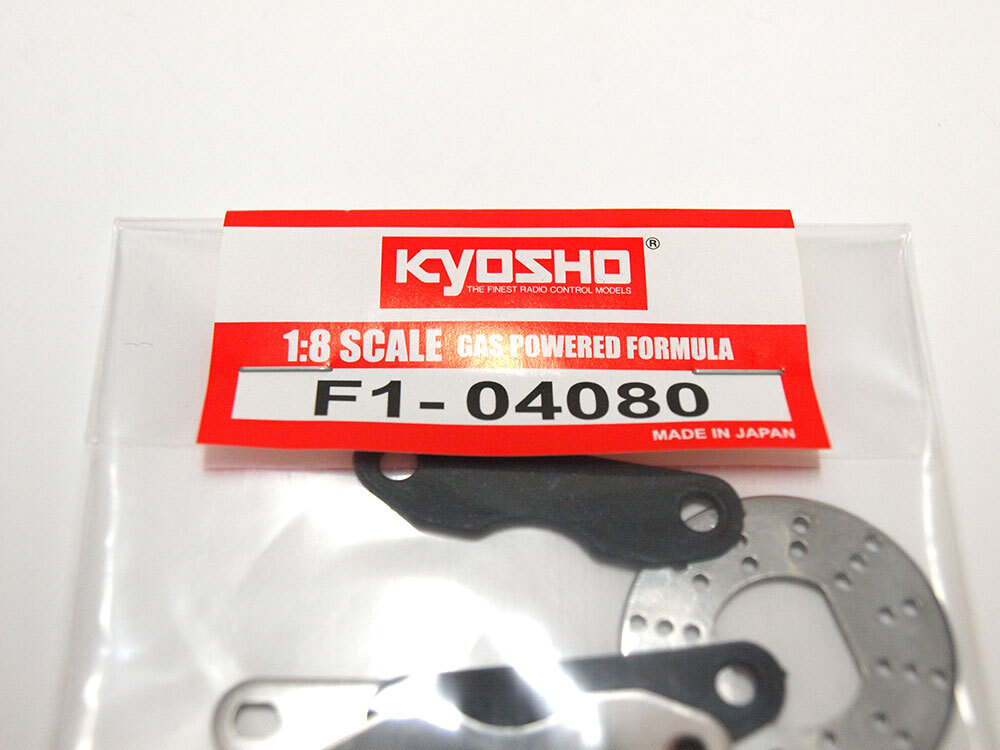 KYOSHO®
THE FINEST RADIO CONTROL MODELS
1:8 SCALE GAS POWERED FORMULA
F1-04080
MADE IN JAPAN